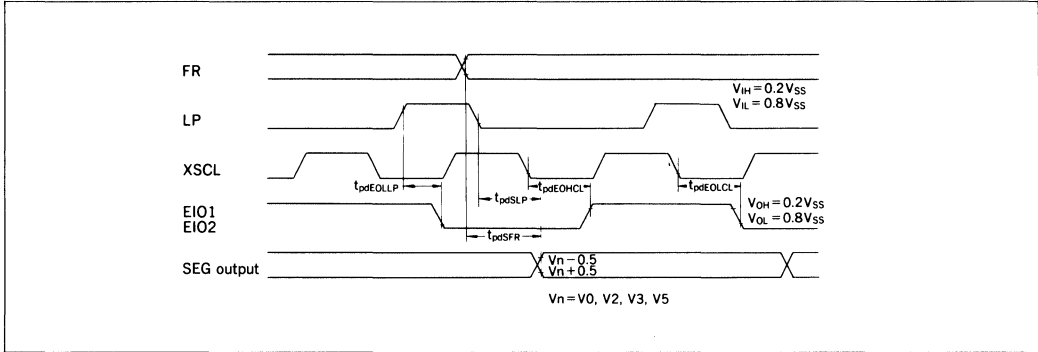 FR
VIH=0.2VSS
VIL=0.8VSS
LP
XSCL
tpdEOLLP
tpdEOHCL
tpdEOLCL
tpdSLP
EIO1
EIO2
VOH=0.2VSS
VOL=0.8VSS
tpdSFR
SEG output
Vn−0.5
Vn+0.5
Vn=V0, V2, V3, V5